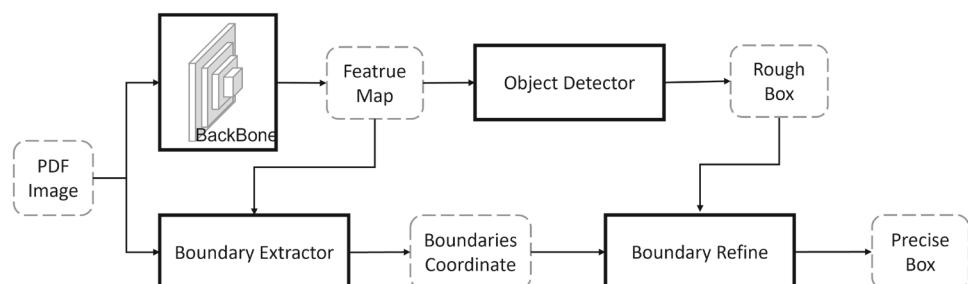 BackBone
Featrue
Map
Object Detector
Rough
Box
PDF
Image
Boundary Extractor
Boundaries
Coordinate
Boundary Refine
Precise
Box